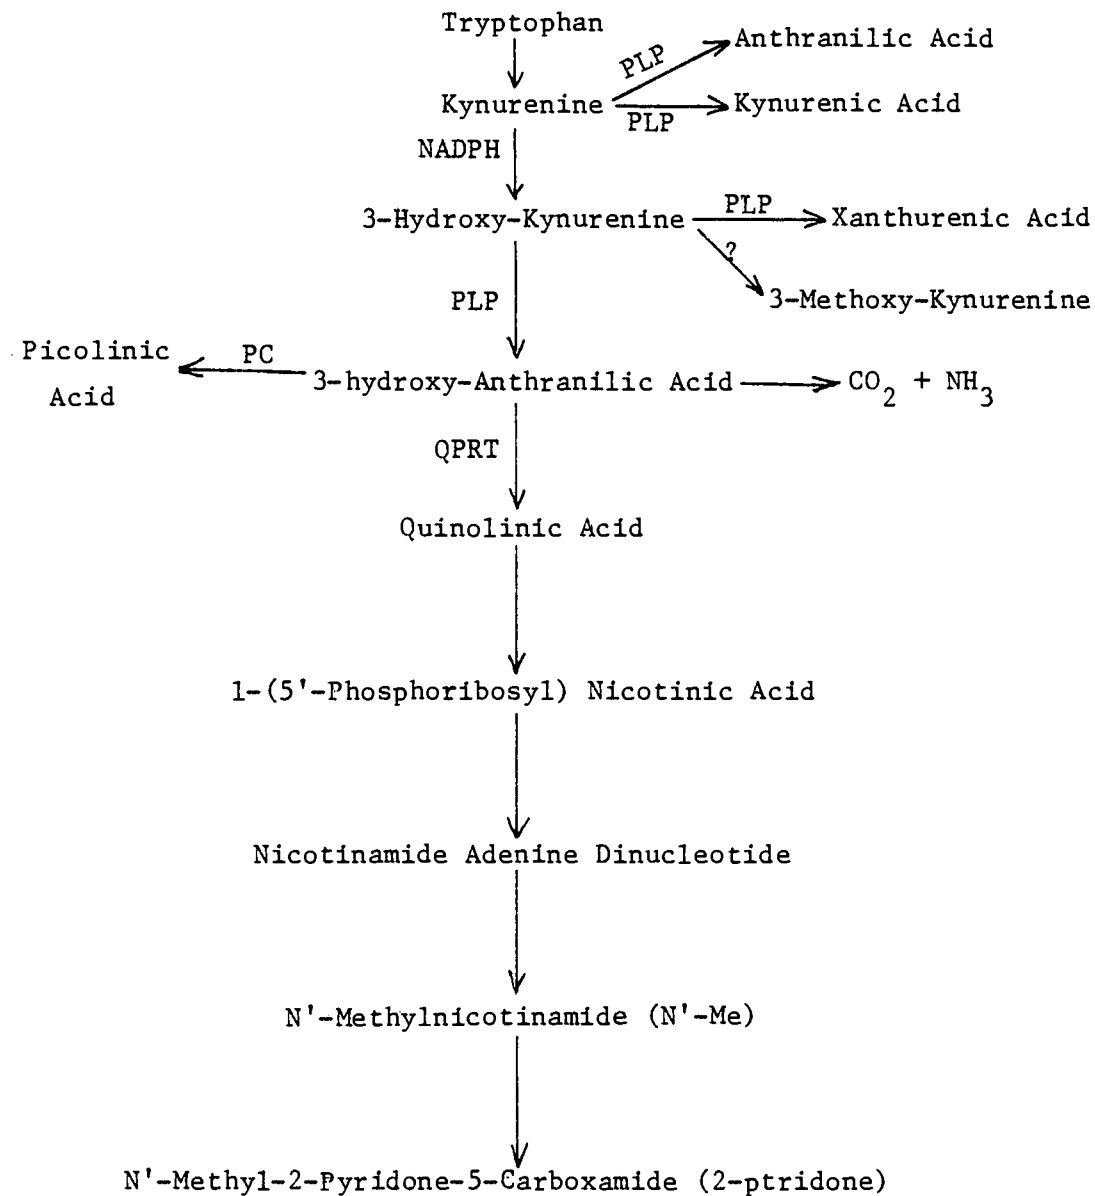 Tryptophan
PLP
Anthranilic Acid
Kynurenine
PLP
Kynurenic Acid
NADPH
3-Hydroxy-Kynurenine
PLP
Xanthurenic Acid
?
3-Methoxy-Kynurenine
PLP
Picolinic
Acid
PC
3-hydroxy-Anthranilic Acid
CO2 + NH3
QPRT
Quinolinic Acid
1-(5'-Phosphoribosyl) Nicotinic Acid
Nicotinamide Adenine Dinucleotide
N'-Methylnicotinamide (N'-Me)
N'-Methyl-2-Pyridone-5-Carboxamide (2-ptridone)